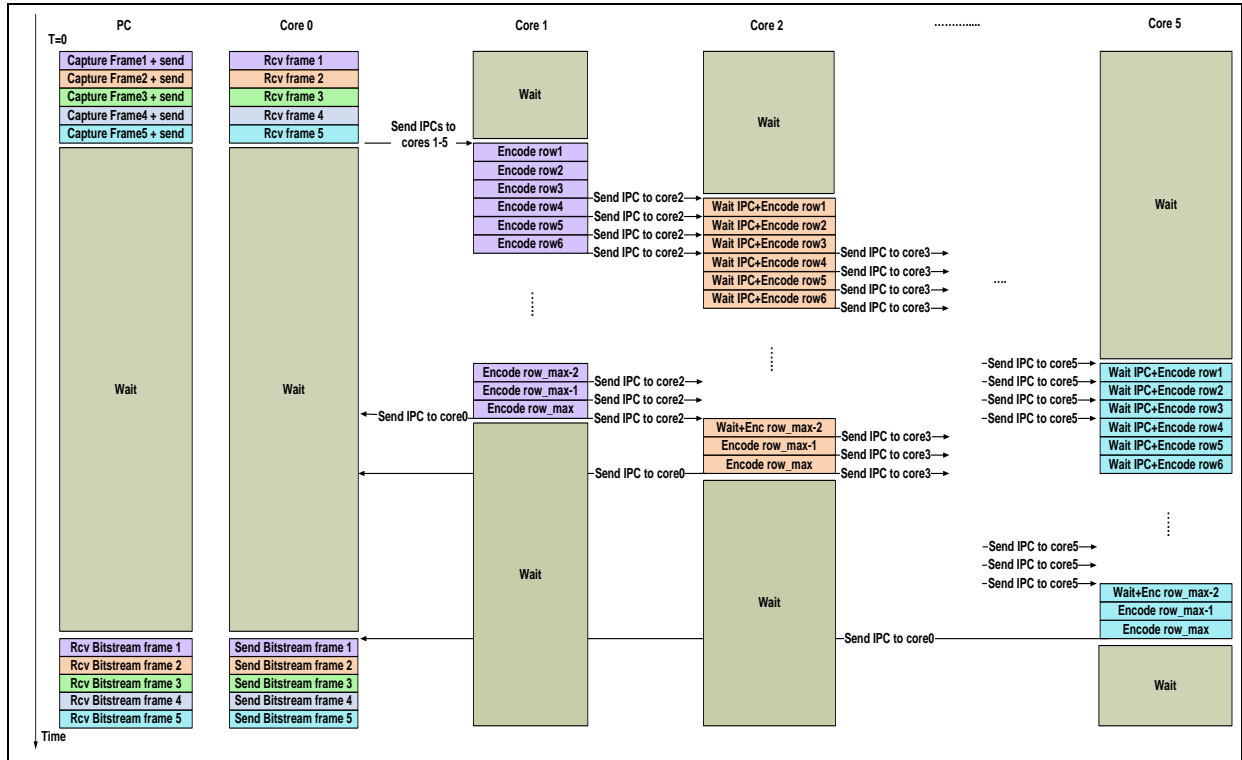 PC
Core 0
Core 1
Core 2
................
Core 5
T=0
Capture Frame1 + send
Capture Frame2 + send
Capture Frame3 + send
Capture Frame4 + send
Capture Frame5 + send
Wait
Rcv Bitstream frame 1
Rcv Bitstream frame 2
Rcv Bitstream frame 3
Rcv Bitstream frame 4
Rcv Bitstream frame 5
Time
Rcv frame 1
Rcv frame 2
Rcv frame 3
Rcv frame 4
Rcv frame 5
Wait
Send Bitstream frame 1
Send Bitstream frame 2
Send Bitstream frame 3
Send Bitstream frame 4
Send Bitstream frame 5
Send IPCs to
cores 1-5
Send IPC to core0
Wait
Encode row1
Encode row2
Encode row3
Encode row4
Encode row5
Encode row6
Encode row_max-2
Encode row_max-1
Encode row_max
Wait
Send IPC to core2
Send IPC to core2
Send IPC to core2
Send IPC to core2
Send IPC to core2
Send IPC to core2
Send IPC to core2
Send IPC to core0
Wait
Wait IPC+Encode row1
Wait IPC+Encode row2
Wait IPC+Encode row3
Wait IPC+Encode row4
Wait IPC+Encode row5
Wait IPC+Encode row6
Wait+Enc row_max-2
Encode row_max-1
Encode row_max
Wait
Send IPC to core3
Send IPC to core3
Send IPC to core3
Send IPC to core3
Send IPC to core3
Send IPC to core3
Send IPC to core3
Send IPC to core0
....
Send IPC to core5
Send IPC to core5
Send IPC to core5
Send IPC to core5
Send IPC to core5
Send IPC to core5
Send IPC to core5
Wait
Wait IPC+Encode row1
Wait IPC+Encode row2
Wait IPC+Encode row3
Wait IPC+Encode row4
Wait IPC+Encode row5
Wait IPC+Encode row6
Wait+Enc row_max-2
Encode row_max-1
Encode row_max
Wait